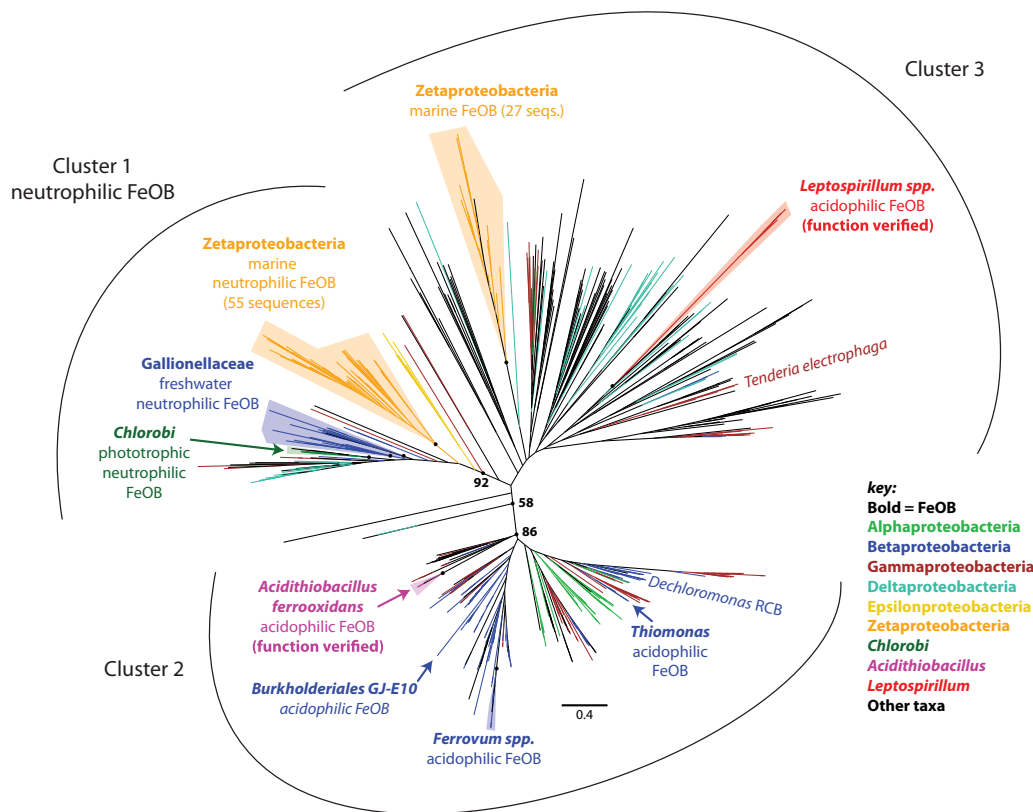 Cluster 3
Zetaproteobacteria
marine FeOB (27 seqs.)
Cluster 1
neutrophilic FeOB
Leptospirillum spp.
acidophilic FeOB
(function verified)
Zetaproteobacteria
marine
neutrophilic FeOB
(55 sequences)
Gallionellaceae
freshwater
neutrophilic FeOB
Tenderia electrophaga
Chlorobi
phototrophic
neutrophilic
FeOB
92
58
86
key:
Bold = FeOB
Alphaproteobacteria
Betaproteobacteria
Gammaproteobacteria
Deltaproteobacteria
Epsilonproteobacteria
Zetaproteobacteria
Chlorobi
Acidithiobacillus
Leptospirillum
Other taxa
Acidithiobacillus
ferrooxidans
acidophilic FeOB
(function verified)
Dechloromonas RCB
Thiomonas
acidophilic
FeOB
Cluster 2
Burkholderiales GJ-E10
acidophilic FeOB
0.4
Ferrovum spp.
acidophilic FeOB